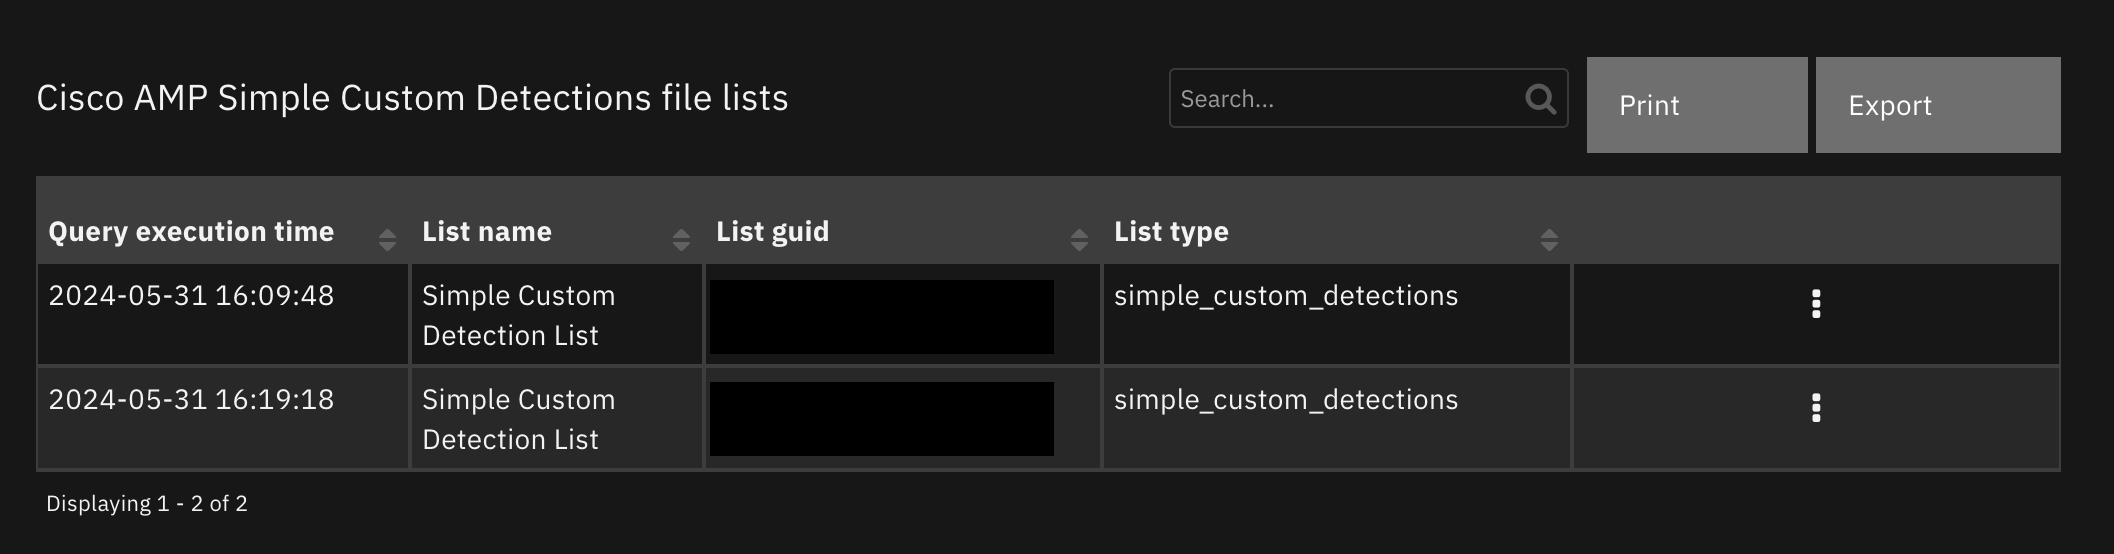 Cisco AMP Simple Custom Detections file lists
Search...
Print
Export
Query execution time
List name
List guid
List type
2024-05-31 16:09:48
Simple Custom
Detection List
simple_custom_detections
2024-05-31 16:19:18
Simple Custom
Detection List
simple_custom_detections
Displaying 1 - 2 of 2